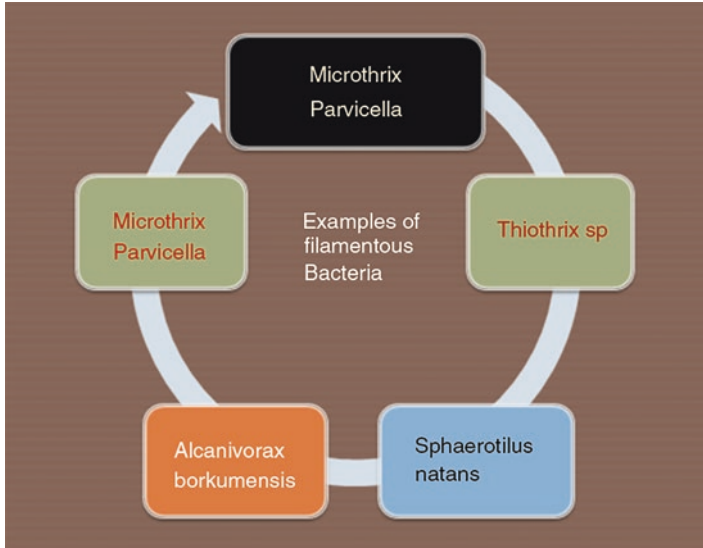 Microthrix
Parvicella
Thiothrix sp
Sphaerotilus
natans
Alcanivorax
borkumensis
Microthrix
Parvicella
Examples of
filamentous
Bacteria